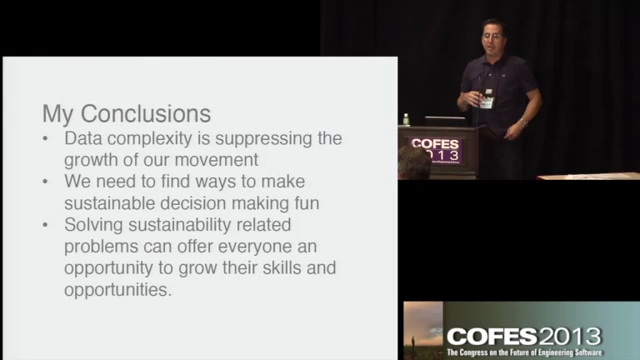 My Conclusions
• Data complexity is suppressing the
growth of our movement
• We need to find ways to make
sustainable decision making fun
• Solving sustainability related
problems can offer everyone an
opportunity to grow their skills and
opportunities.
COFES
2013
COFES2013
The Congress on the Future of Engineering Software